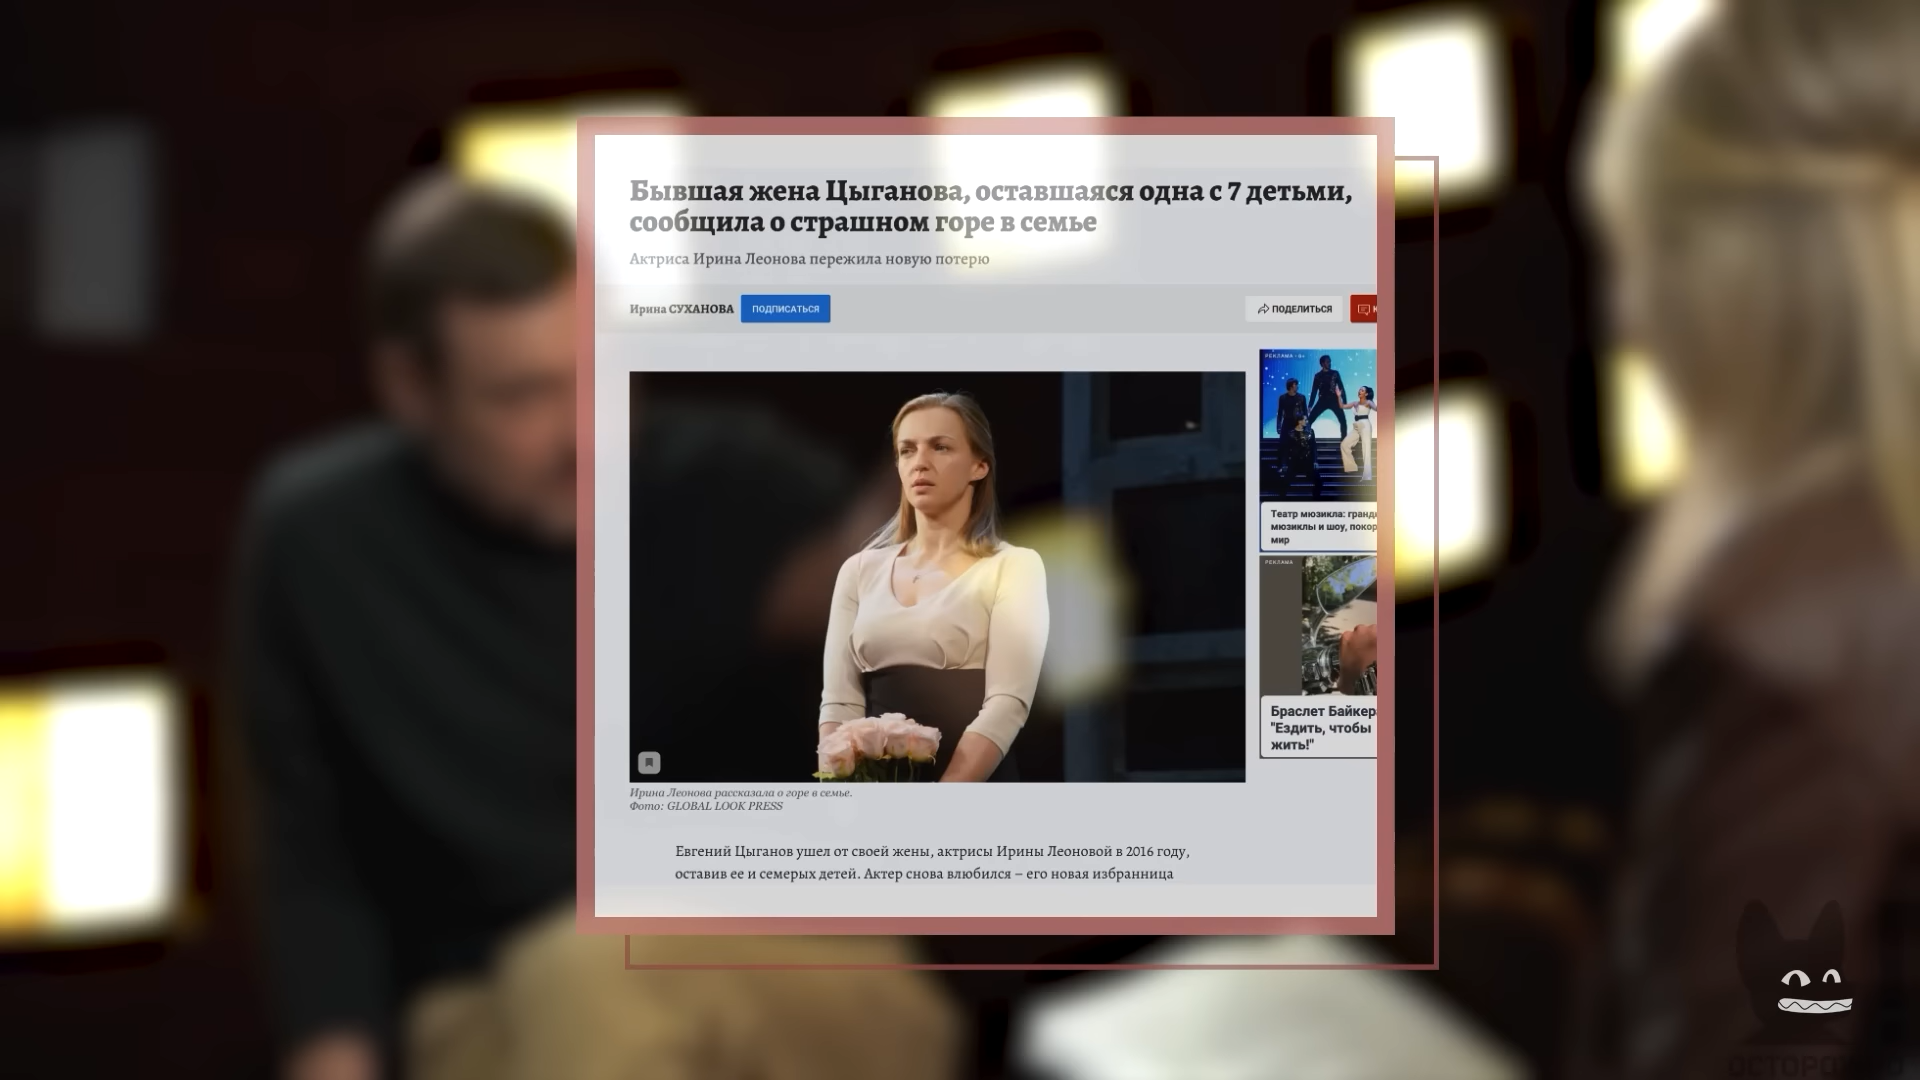 Бывшая жена Цыганова, оставшаяся одна с 7 детьми,
сообщила о страшном горе в семье
Актриса Ирина Леонова пережила новую потерю
Ирина СУХАНОВА
ПОДПИСАТЬСЯ
ПОДЕЛИТЬСЯ
РЕКЛАМА • 6+
Театр мюзикла:
мюзиклы и шоу,
мир
РЕКЛАМА
Браслет
"Ездить, чтобы
жить!"
Ирина Леонова рассказала о горе в семье.
Фото: GLOBAL LOOK PRESS
Евгений Цыганов ушел от своей жены, актрисы Ирины Леоновой в 2016 году,
оставив ее и семерых детей. Актер снова влюбился – его новая избранница